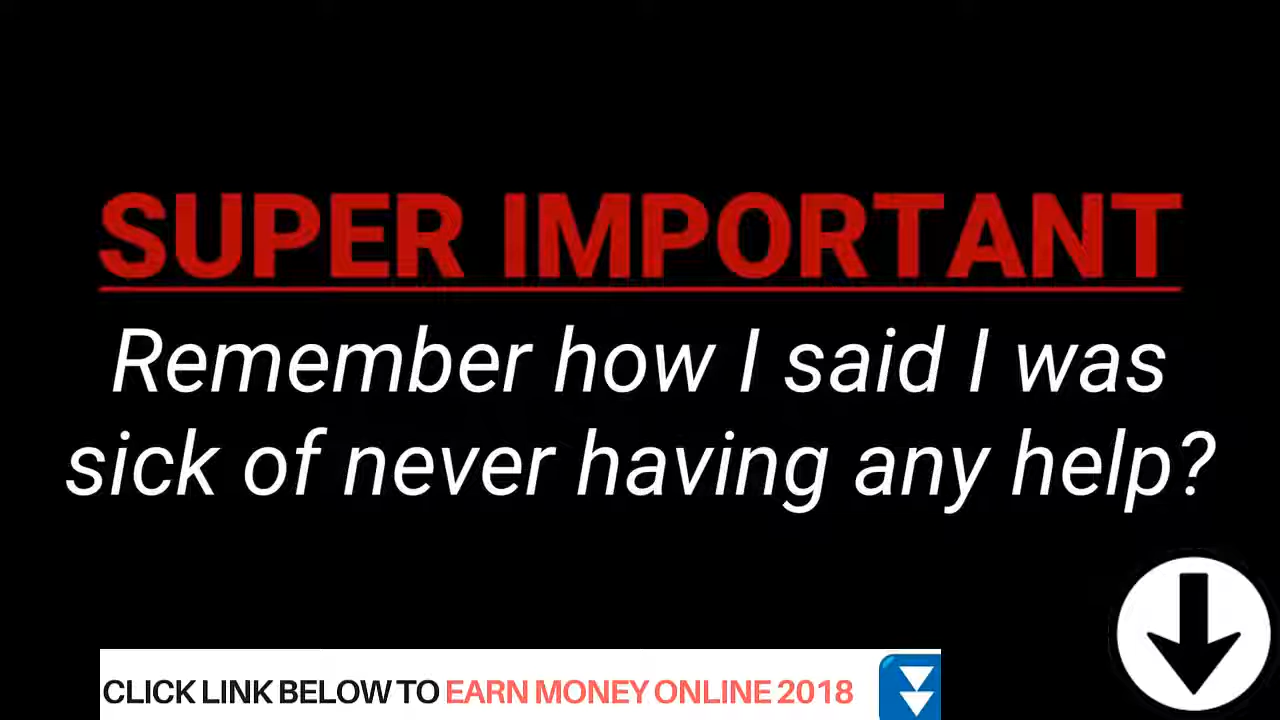 SUPER IMPORTANT
Remember how I said I was
sick of never having any help?
CLICK LINK BELOW TO EARN MONEY ONLINE 2018